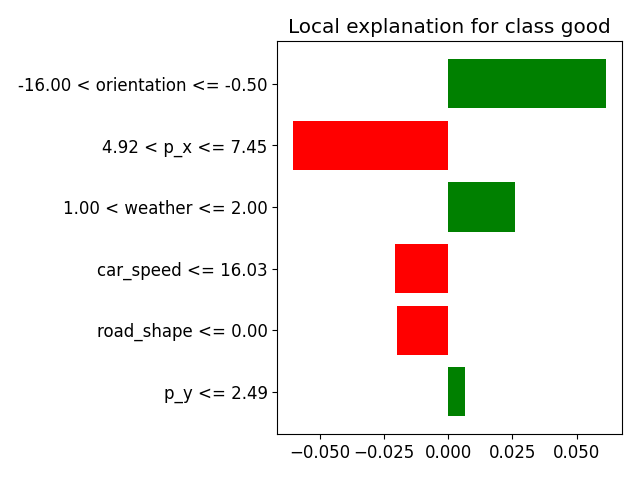 Local explanation for class good
-16.00 < orientation <= -0.50
4.92 < p_x <= 7.45
1.00 < weather <= 2.00
car_speed <= 16.03
road_shape <= 0.00
p_y <= 2.49
−0.050 −0.025 0.000 0.025 0.050